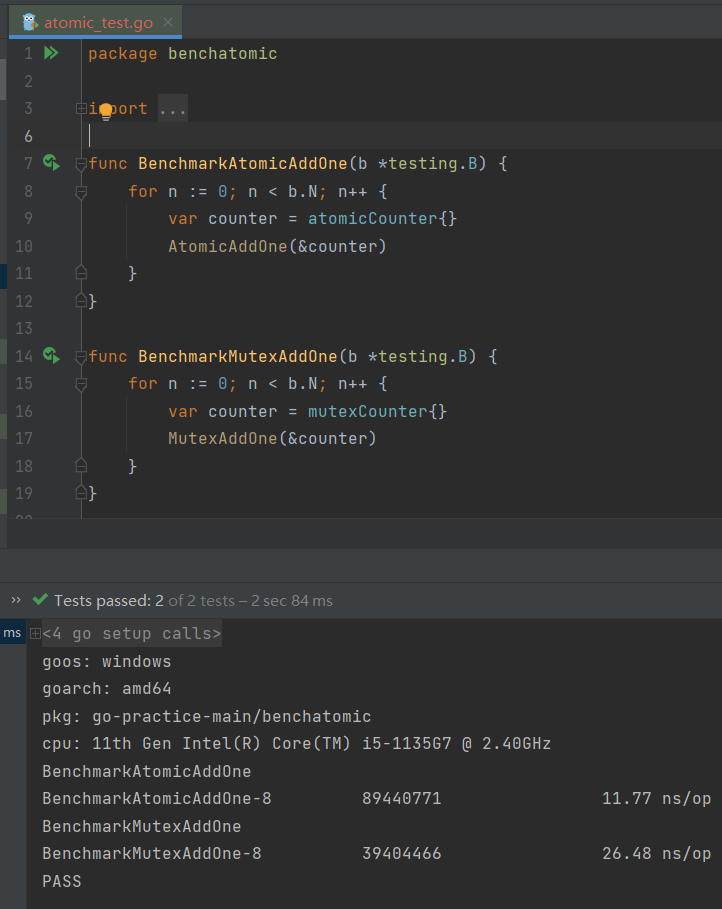 atomic_test.go ×
1 package benchatomic
2
3 import ...
6
7 func BenchmarkAtomicAddOne(b *testing.B) {
8 for n := 0; n < b.N; n++ {
9 var counter = atomicCounter{}
10 AtomicAddOne(&counter)
11 }
12 }
13
14 func BenchmarkMutexAddOne(b *testing.B) {
15 for n := 0; n < b.N; n++ {
16 var counter = mutexCounter{}
17 MutexAddOne(&counter)
18 }
19 }
20
» Tests passed: 2 of 2 tests – 2 sec 84 ms
ms <4 go setup calls>
goos: windows
goarch: amd64
pkg: go-practice-main/benchatomic
cpu: 11th Gen Intel(R) Core(TM) i5-1135G7 @ 2.40GHz
BenchmarkAtomicAddOne
BenchmarkAtomicAddOne-8 89440771 11.77 ns/op
BenchmarkMutexAddOne
BenchmarkMutexAddOne-8 39404466 26.48 ns/op
PASS